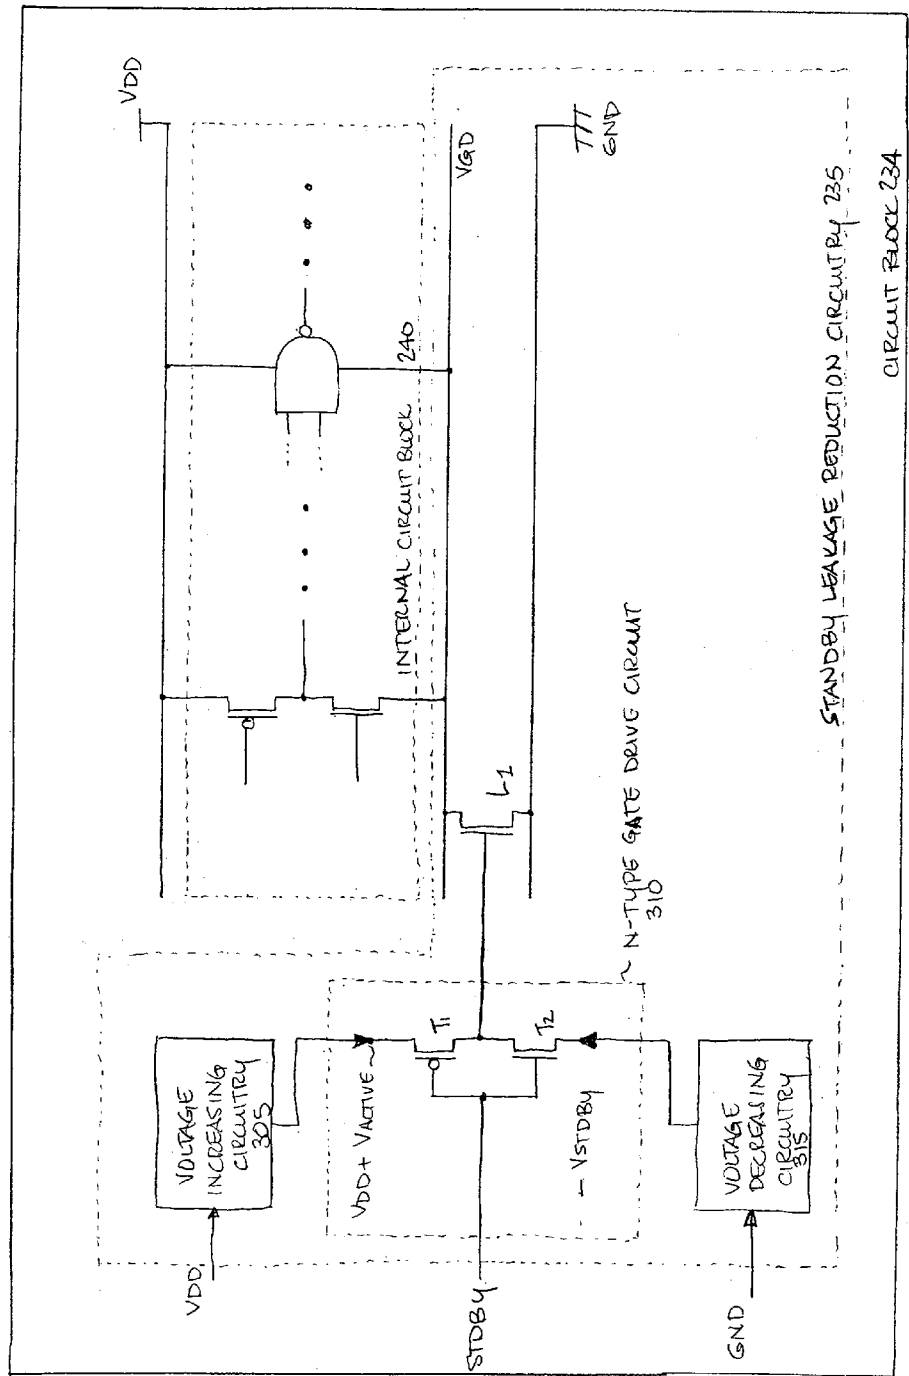 VDD
VOLTAGE
INCREASING
CIRCUITRY
305
VDD
VDD + VACTIVE
T1
T2
- VSTDBY
STDBY
VOLTAGE
DECREASING
CIRCUITRY
315
GND
N-TYPE GATE DRIVE CIRCUIT
310
L1
INTERNAL CIRCUIT BLOCK
240
VGD
GND
STANDBY LEAKAGE REDUCTION CIRCUITRY 235
CIRCUIT BLOCK 234